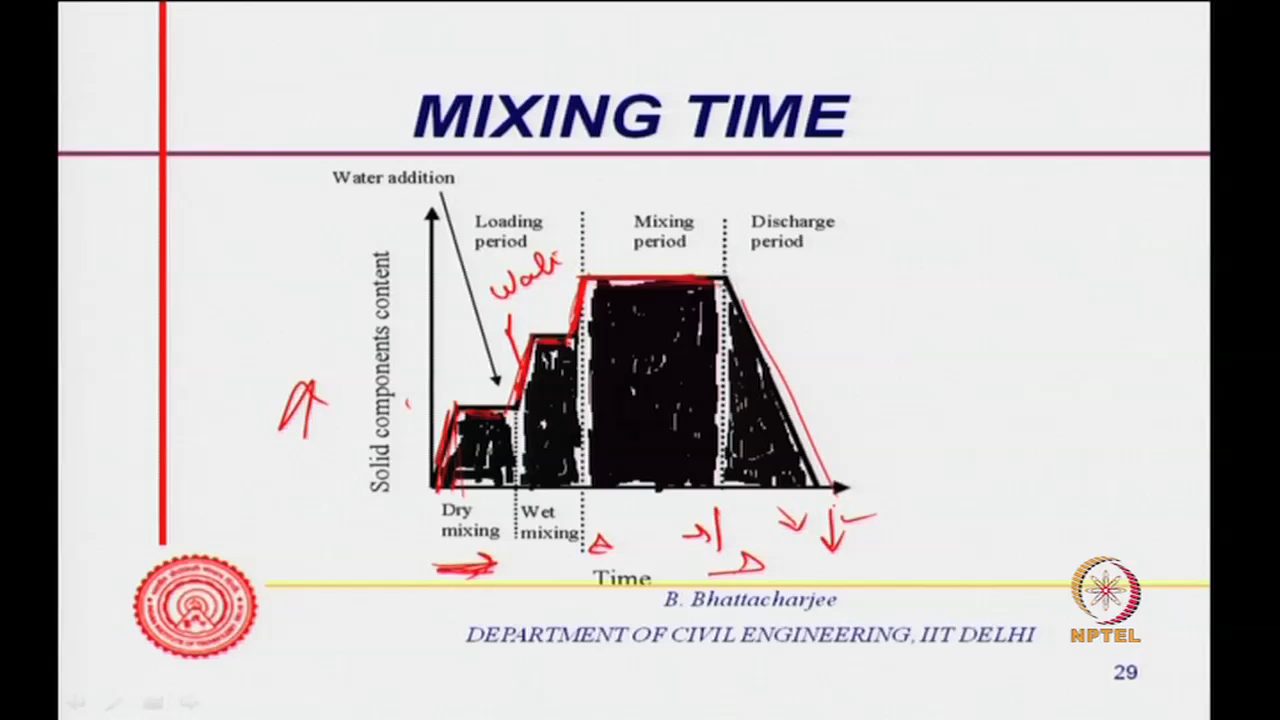 MIXING TIME
Water addition
Loading
period
Mixing
period
Discharge
period
Solid components content
Dry
mixing
Wet
mixing
Time
B. Bhattacharjee
DEPARTMENT OF CIVIL ENGINEERING, IIT DELHI
NPTEL
29